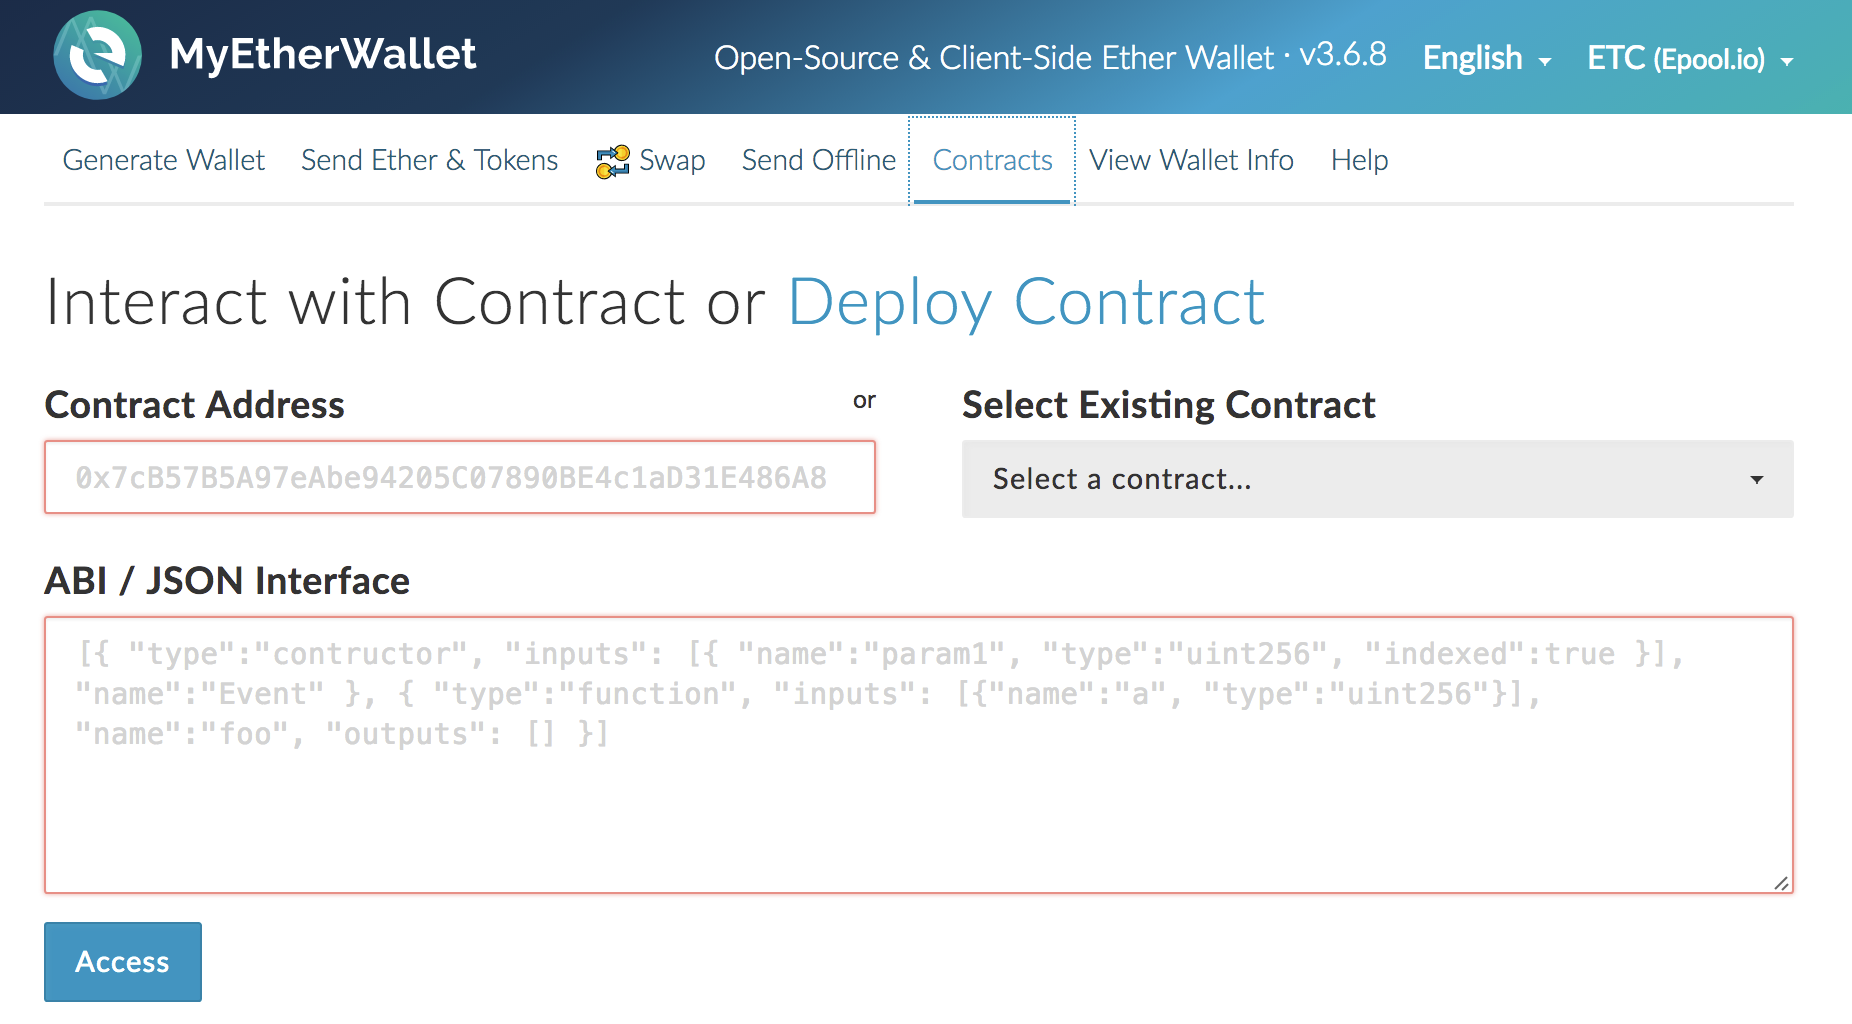 MyEtherWallet
Open-Source & Client-Side Ether Wallet · v3.6.8 English ETC (Epool.io)
Generate Wallet Send Ether & Tokens Swap Send Offline Contracts View Wallet Info Help
Interact with Contract or Deploy Contract
Contract Address or Select Existing Contract
0x7cB57B5A97eAbe94205C07890BE4c1aD31E486A8 Select a contract...
ABI / JSON Interface
[{ "type":"contructor", "inputs": [{ "name":"param1", "type":"uint256", "indexed":true }],
"name":"Event" }, { "type":"function", "inputs": [{"name":"a", "type":"uint256"}],
"name":"foo", "outputs": [] }]
Access